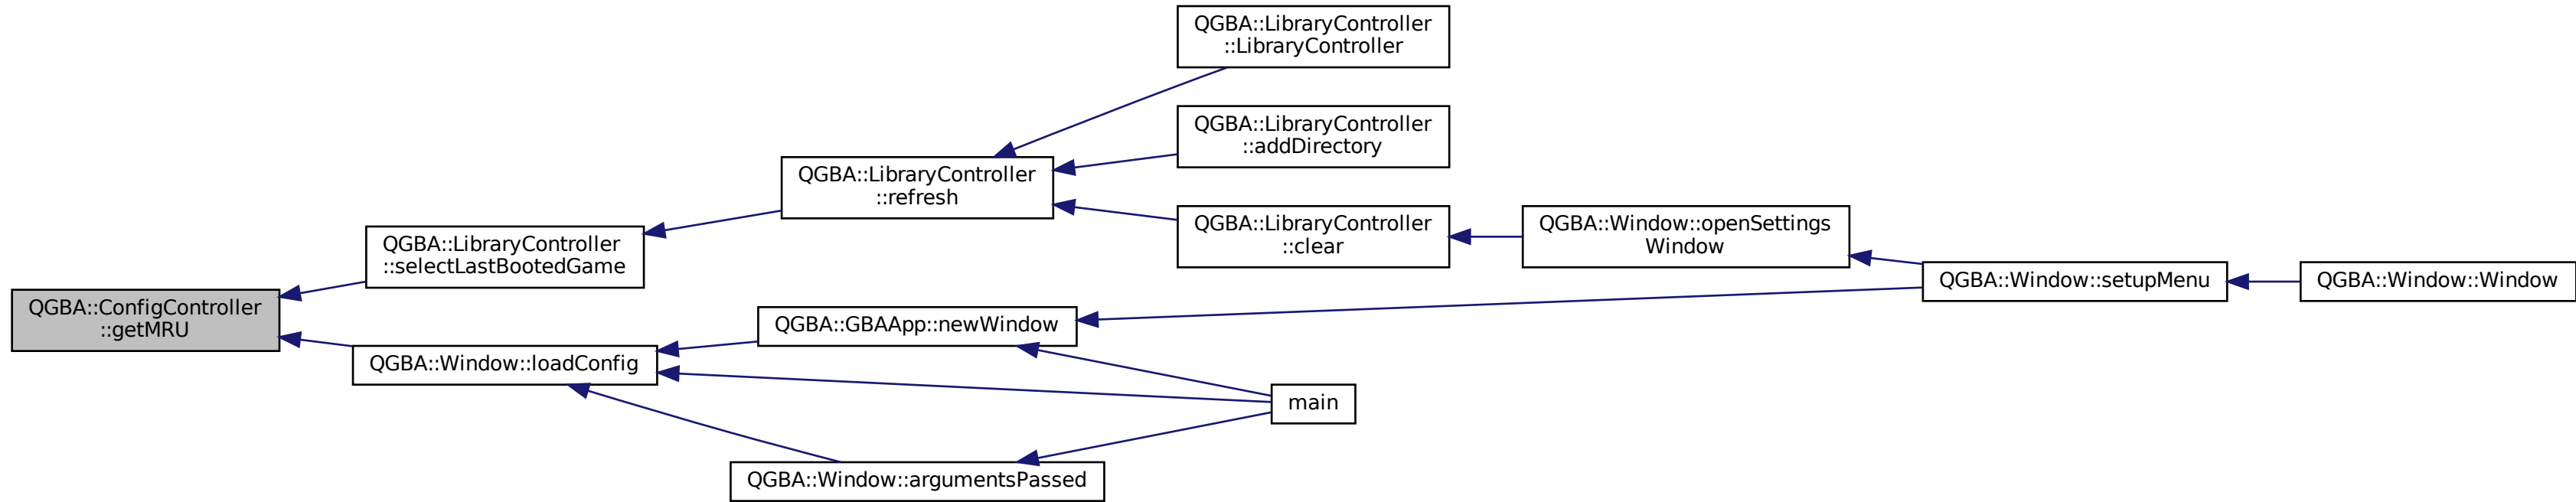 QGBA::LibraryController
::LibraryController
QGBA::LibraryController
::addDirectory
QGBA::LibraryController
::refresh
QGBA::LibraryController
::clear
QGBA::Window::openSettings
Window
QGBA::LibraryController
::selectLastBootedGame
QGBA::Window::setupMenu
QGBA::Window::Window
QGBA::ConfigController
::getMRU
QGBA::GBAApp::newWindow
QGBA::Window::loadConfig
main
QGBA::Window::argumentsPassed